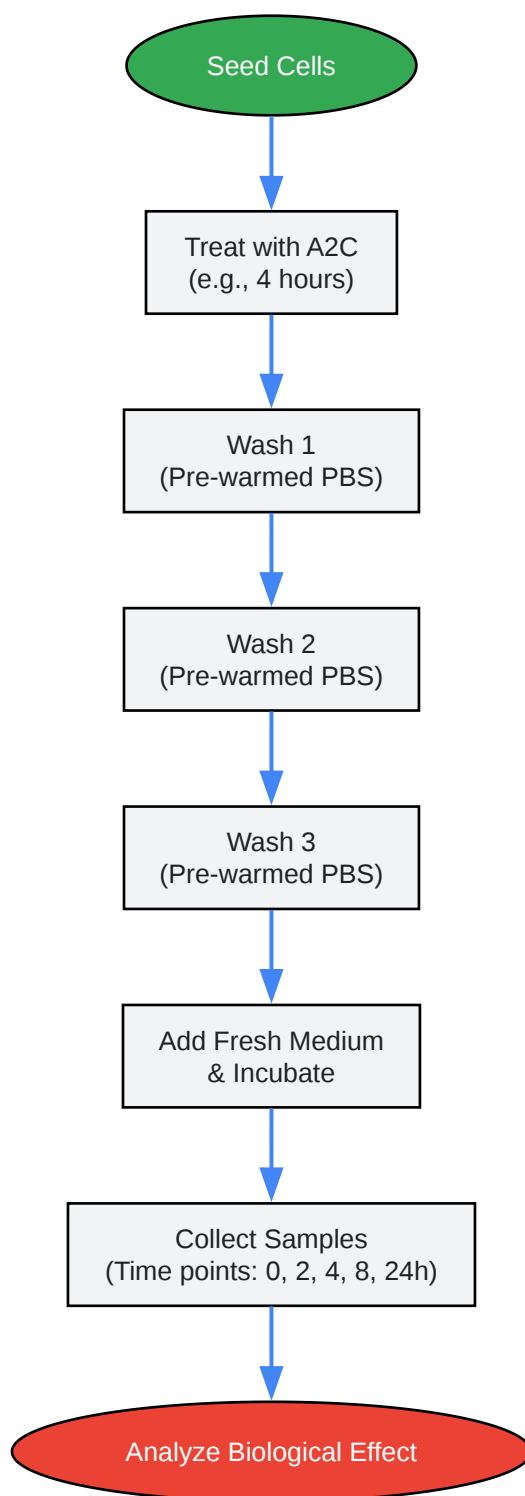 Seed Cells
Treat with A2C
(e.g., 4 hours)
Wash 1
(Pre-warmed PBS)
Wash 2
(Pre-warmed PBS)
Wash 3
(Pre-warmed PBS)
Add Fresh Medium
& Incubate
Collect Samples
(Time points: 0, 2, 4, 8, 24h)
Analyze Biological Effect